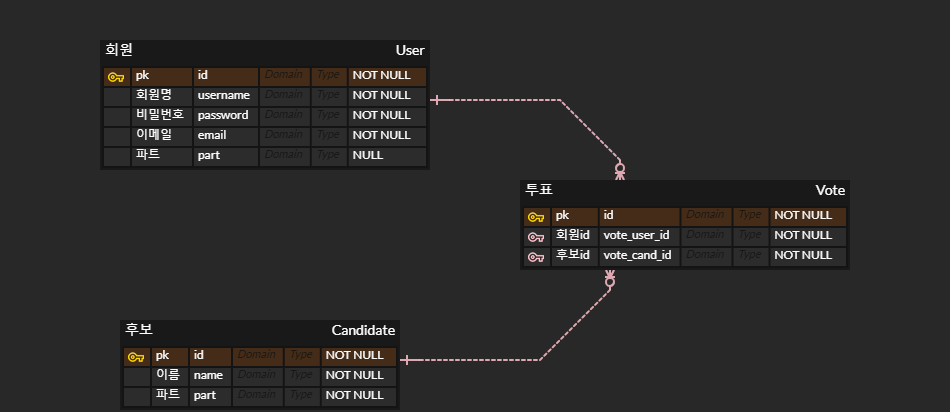 회원 User
pk id Domain Type NOT NULL
회원명 username Domain Type NOT NULL
비밀번호 password Domain Type NOT NULL
이메일 email Domain Type NOT NULL
파트 part Domain Type NULL
투표 Vote
pk id Domain Type NOT NULL
회원id vote_user_id Domain Type NOT NULL
후보id vote_cand_id Domain Type NOT NULL
후보 Candidate
pk id Domain Type NOT NULL
이름 name Domain Type NOT NULL
파트 part Domain Type NOT NULL